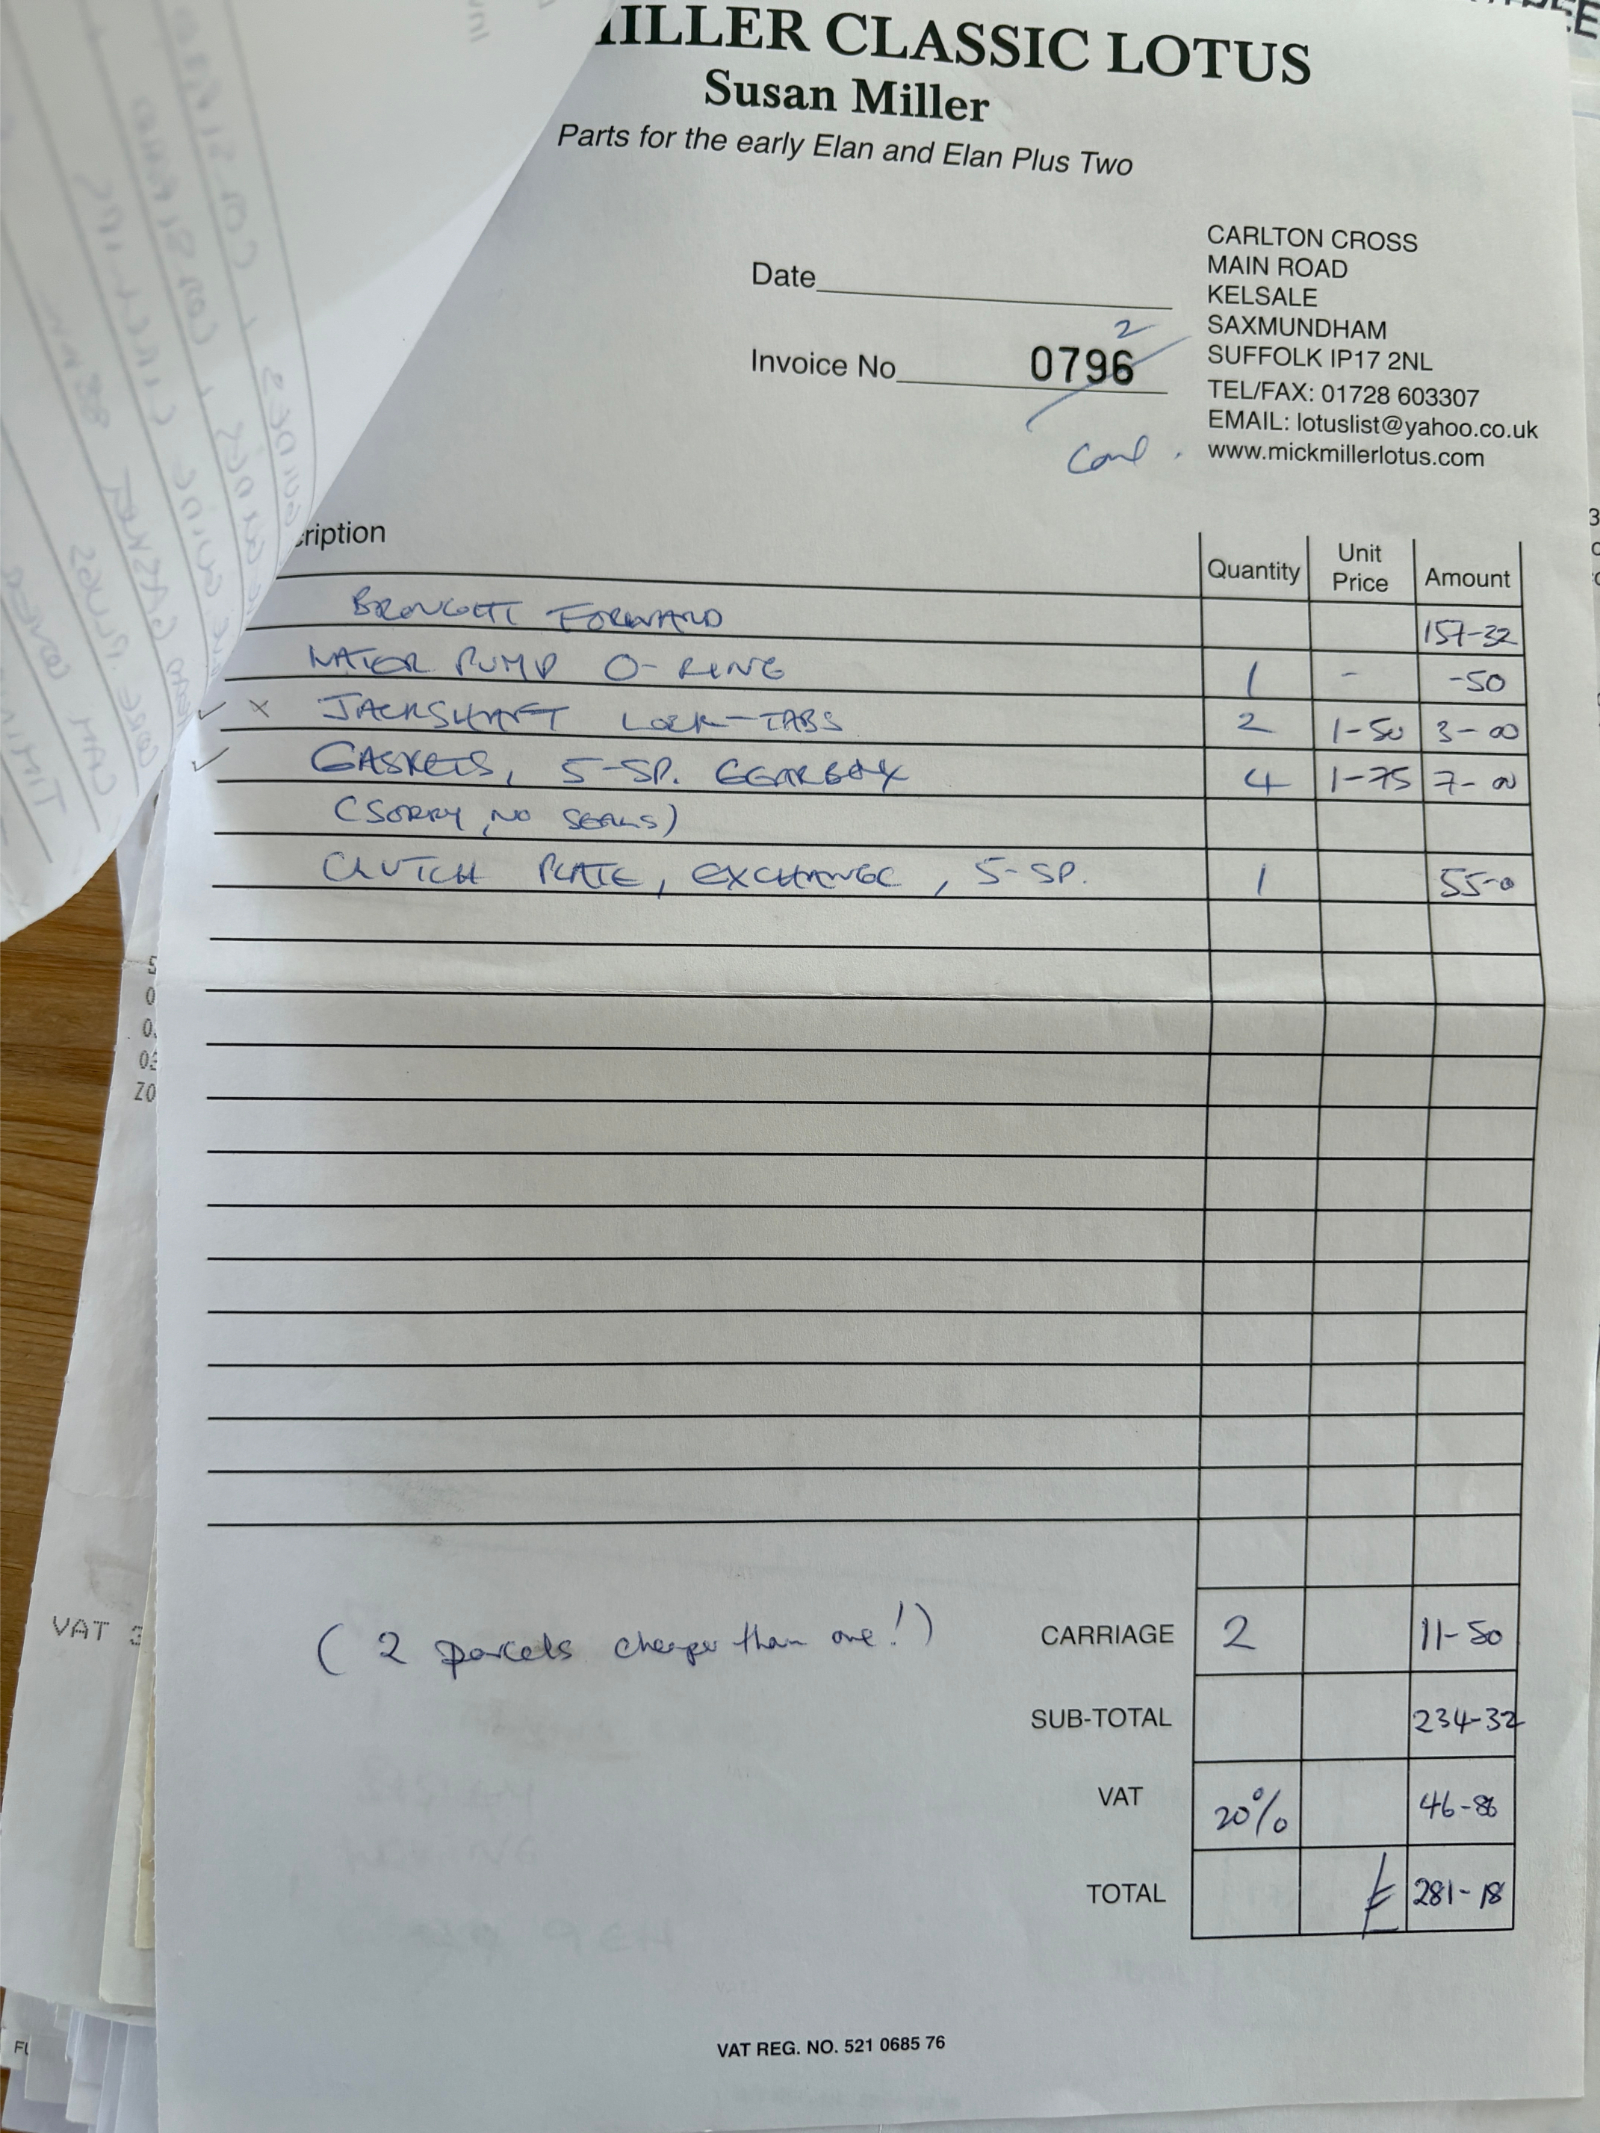 MILLER CLASSIC LOTUS
Susan Miller
Parts for the early Elan and Elan Plus Two
CARLTON CROSS
MAIN ROAD
KELSALE
SAXMUNDHAM
SUFFOLK IP17 2NL
TEL/FAX: 01728 603307
EMAIL: lotuslist@yahoo.co.uk
www.mickmillerlotus.com
Date
2
Invoice No 0796
ription Quantity Unit Price Amount
BROUGHT FORWARD 157-32
WATER PUMP O-RING 1 - -50
✓ x JACKSHAFT LOCK-TABS 2 1-50 3-00
✓ GASKETS, 5-SP. GEARBOX 4 1-75 7-00
(SORRY, NO SEALS)
CLUTCH PLATE, EXCHANGE, 5-SP. 1 55-0
(2 parcels cheaper than one!) CARRIAGE 2 11-50
SUB-TOTAL 234-32
VAT 20% 46-86
TOTAL £ 281-18
VAT REG. NO. 521 0685 76
VAT